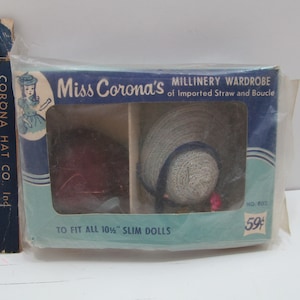 Miss Corona's MILLINERY WARDROBE
of Imported Straw and Boucle
CORONA HAT CO., Inc.
59¢
TO FIT ALL 10½" SLIM DOLLS